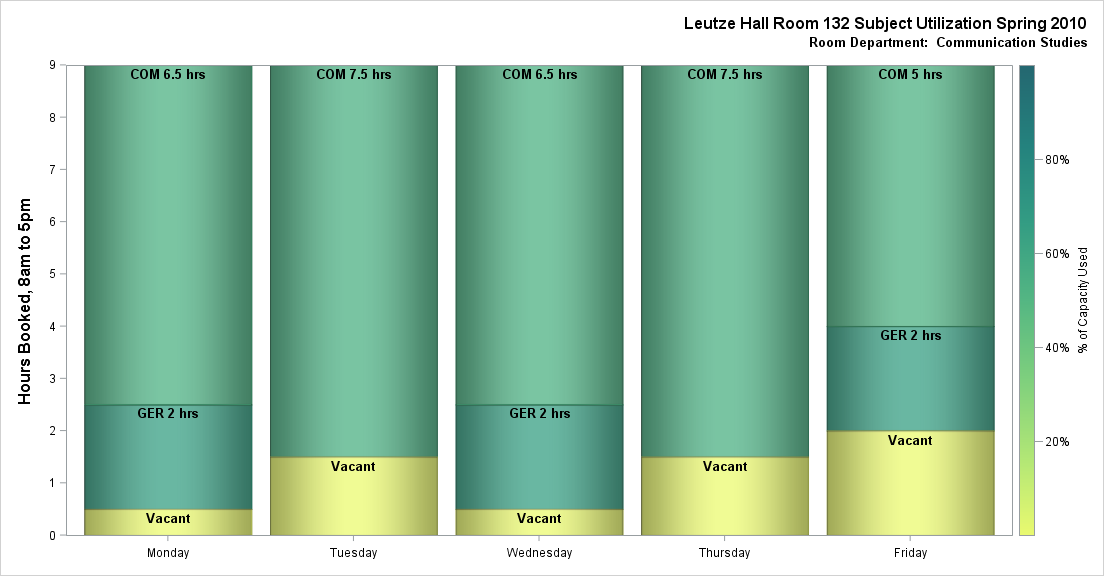 Leutze Hall Room 132 Subject Utilization Spring 2010
Room Department: Communication Studies
Hours Booked, 8am to 5pm
9
8
7
6
5
4
3
2
1
0
COM 6.5 hrs
GER 2 hrs
Vacant
COM 7.5 hrs
Vacant
COM 6.5 hrs
GER 2 hrs
Vacant
COM 7.5 hrs
Vacant
COM 5 hrs
GER 2 hrs
Vacant
Monday
Tuesday
Wednesday
Thursday
Friday
80%
60%
40%
20%
% of Capacity Used